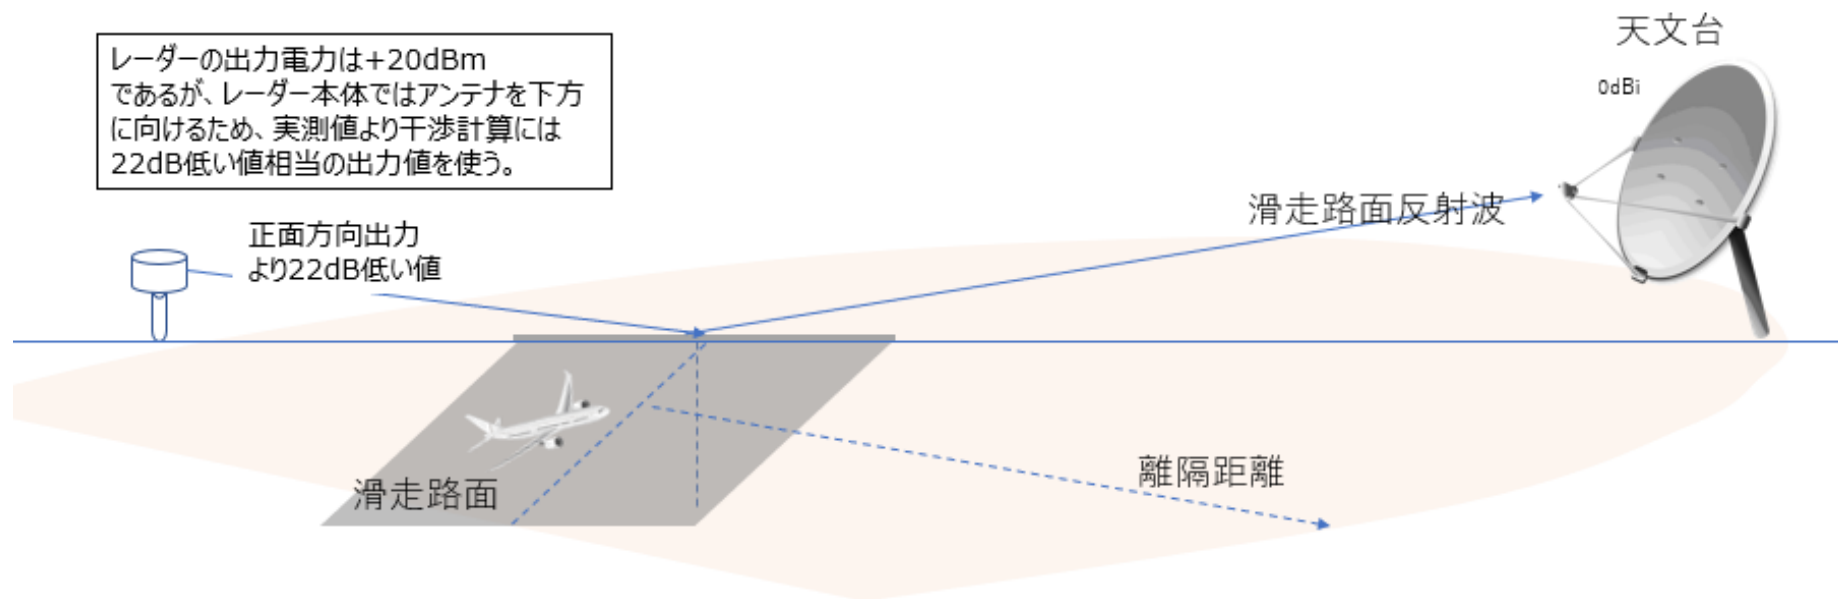 天文台
レーダーの出力電力は+20dBm
であるが、レーダー本体ではアンテナを下方
に向けるため、実測値より干渉計算には
22dB低い値相当の出力値を使う。
0dBi
滑走路面反射波
正面方向出力
より22dB低い値
離隔距離
滑走路面